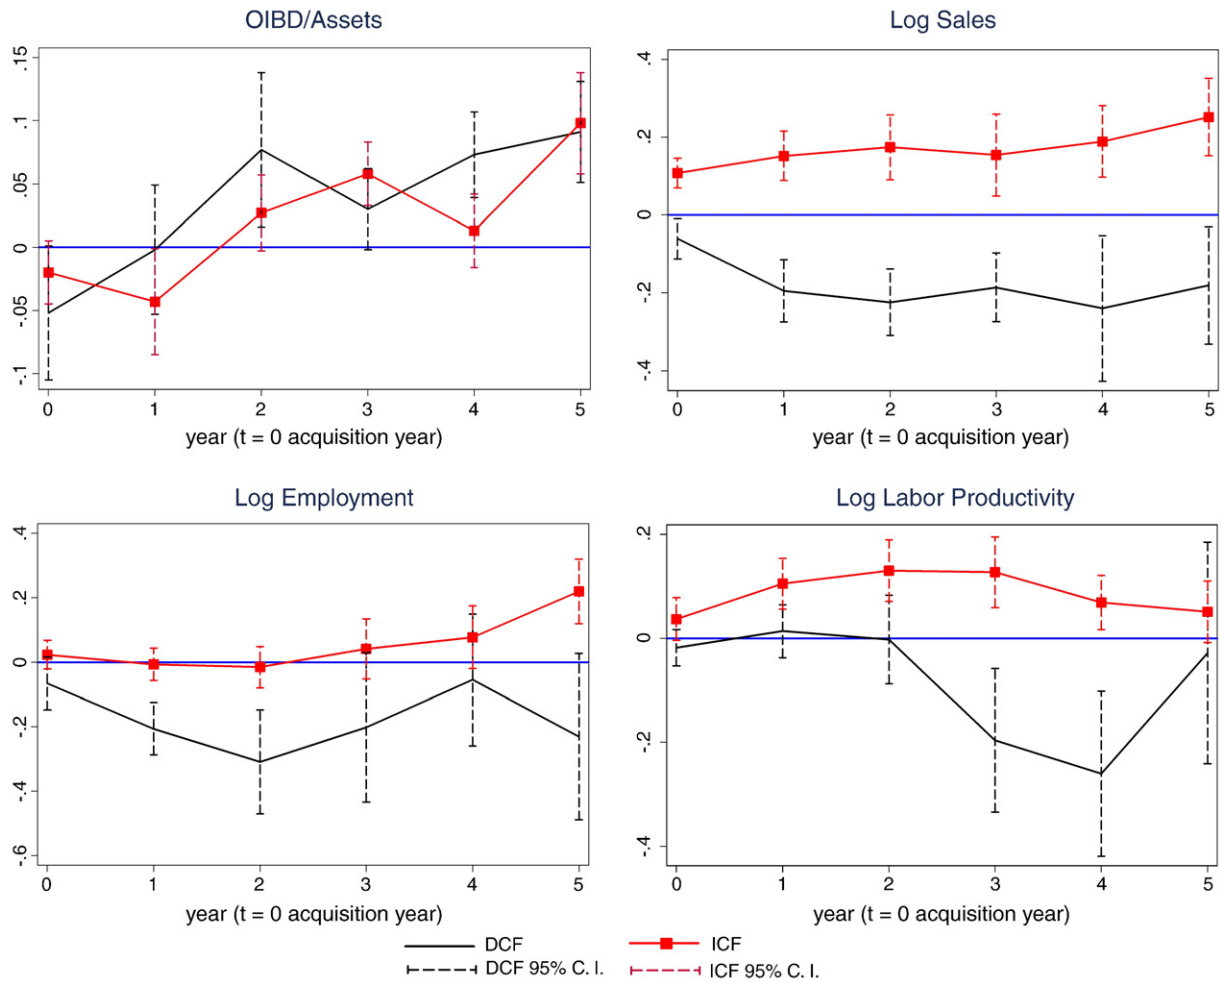 OIBD/Assets
.15
.1
.05
0
-.05
-.1
0 1 2 3 4 5
year (t = 0 acquisition year)
Log Sales
.4
.2
0
-.2
-.4
0 1 2 3 4 5
year (t = 0 acquisition year)
Log Employment
.4
.2
0
-.2
-.4
-.6
0 1 2 3 4 5
year (t = 0 acquisition year)
Log Labor Productivity
.2
0
-.2
-.4
0 1 2 3 4 5
year (t = 0 acquisition year)
DCF ICF
DCF 95% C. I. ICF 95% C. I.